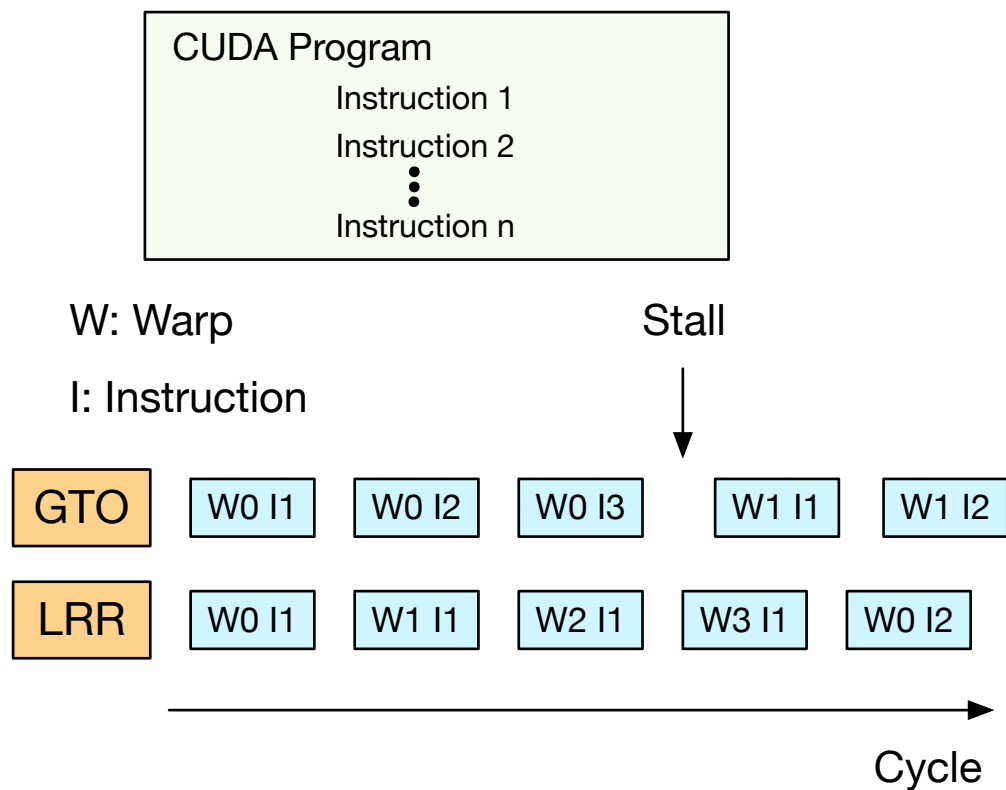 CUDA Program
Instruction 1
Instruction 2
Instruction n
W: Warp
Stall
I: Instruction
GTO W0 I1 W0 I2 W0 I3 W1 I1 W1 I2
LRR W0 I1 W1 I1 W2 I1 W3 I1 W0 I2
Cycle